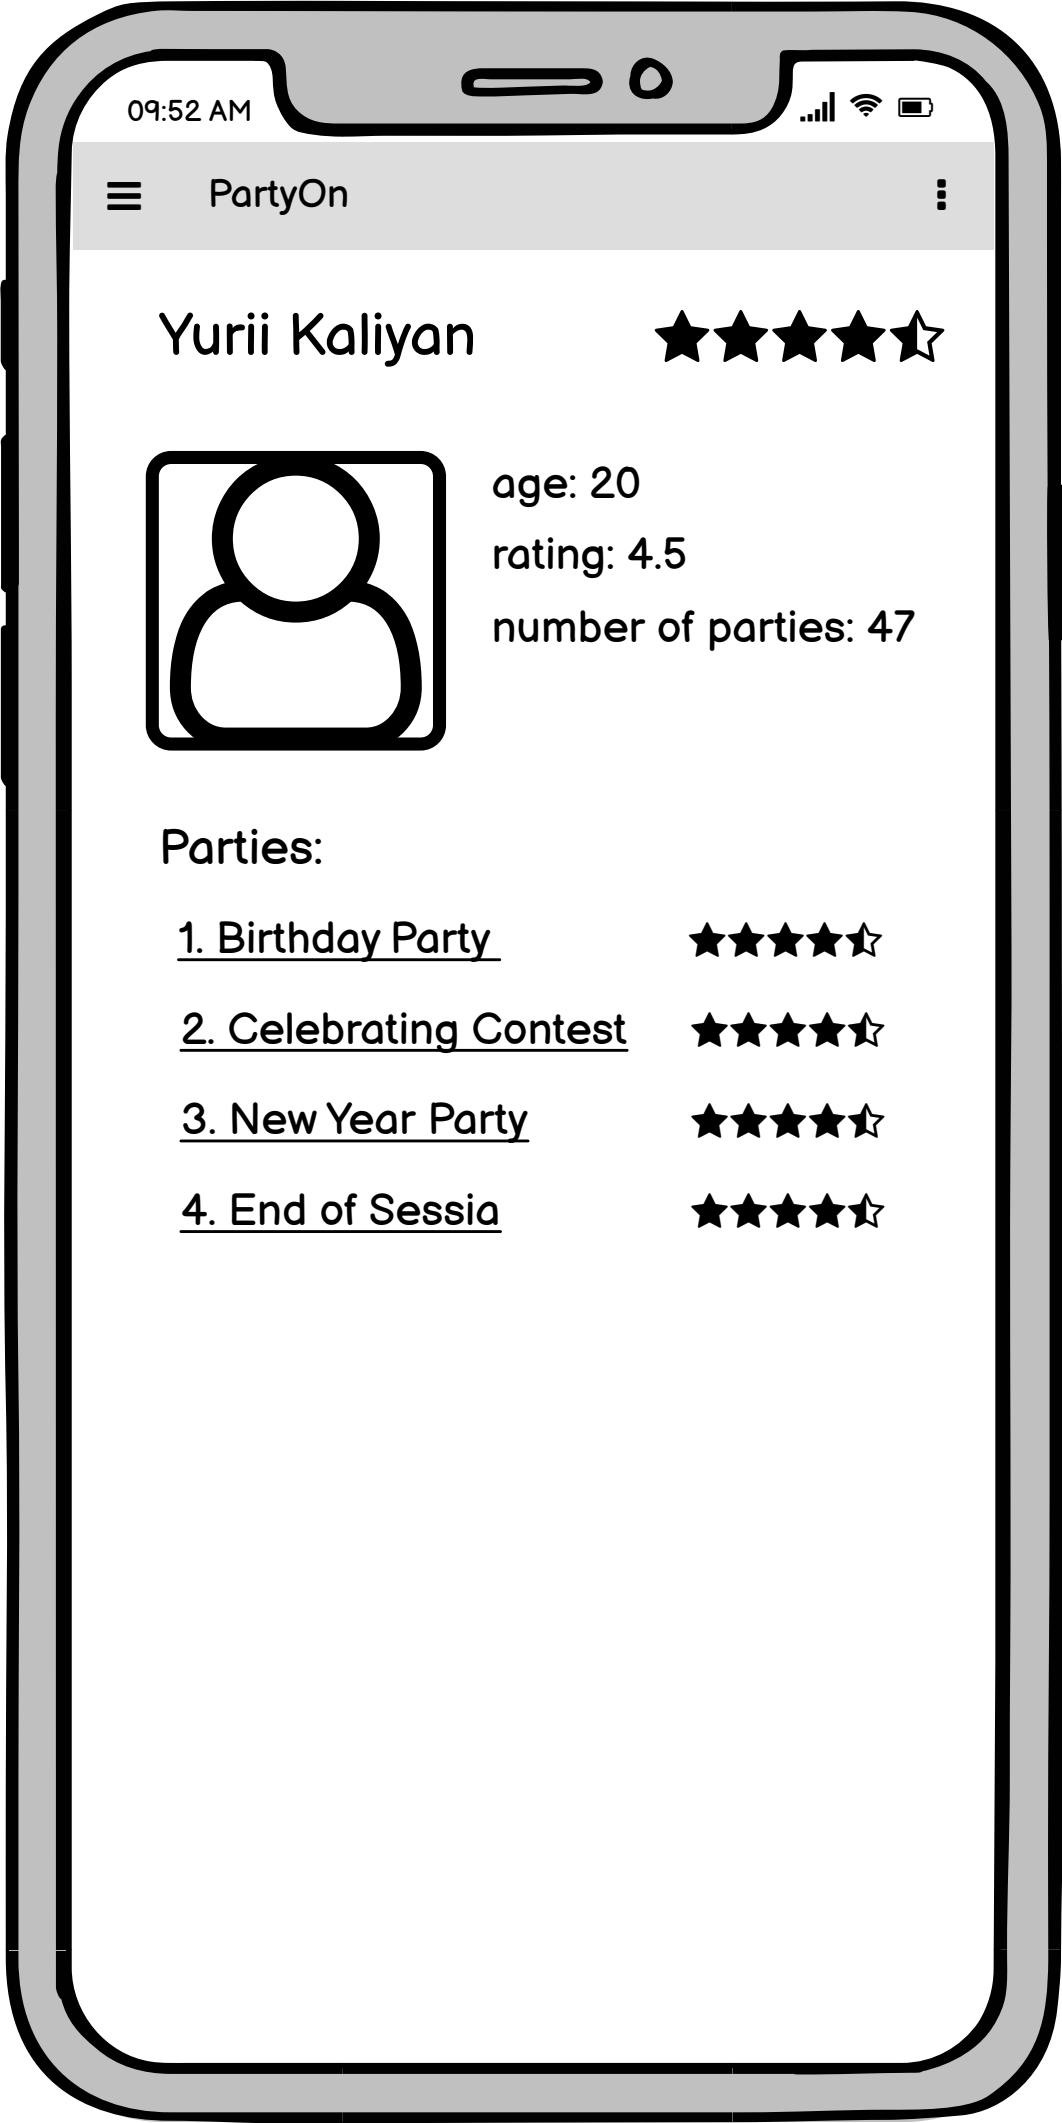 09:52 AM
PartyOn
Yurii Kaliyan
age: 20
rating: 4.5
number of parties: 47
Parties:
1. Birthday Party
2. Celebrating Contest
3. New Year Party
4. End of Sessia